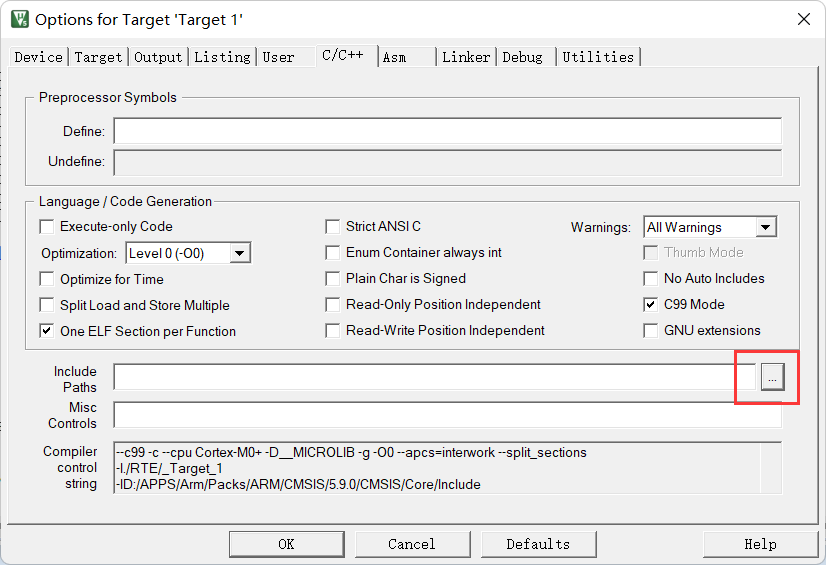 Options for Target 'Target 1'
Device Target Output Listing User C/C++ Asm Linker Debug Utilities
Preprocessor Symbols
Define:
Undefine:
Language / Code Generation
Execute-only Code Strict ANSI C Warnings: All Warnings
Optimization: Level 0 (-O0) Enum Container always int Thumb Mode
Optimize for Time Plain Char is Signed No Auto Includes
Split Load and Store Multiple Read-Only Position Independent C99 Mode
One ELF Section per Function Read-Write Position Independent GNU extensions
Include
Paths
...
Misc
Controls
Compiler
control
string
--c99 -c --cpu Cortex-M0+ -D__MICROLIB -g -O0 --apcs=interwork --split_sections
-I./RTE/_Target_1
-ID:/APPS/Arm/Packs/ARM/CMSIS/5.9.0/CMSIS/Core/Include
OK Cancel Defaults Help